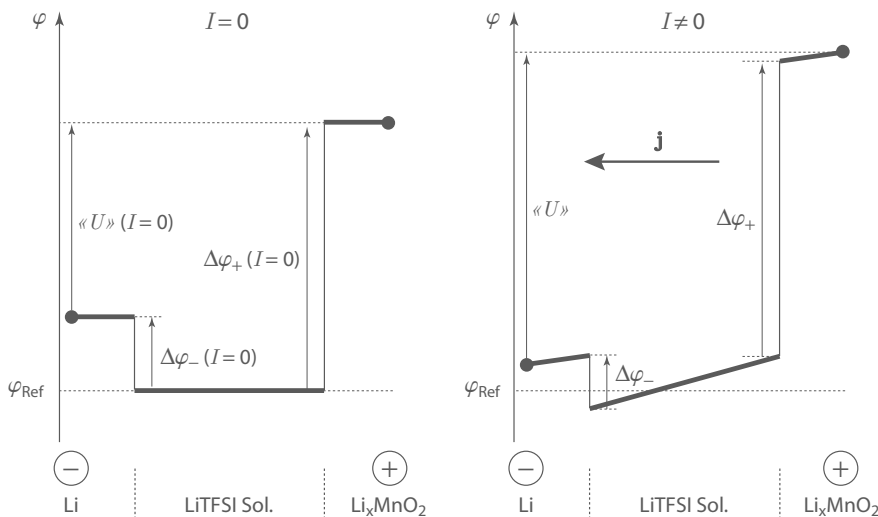 φ
I = 0
«U» (I = 0)
Δφ₊ (I = 0)
Δφ₋ (I = 0)
φRef
−
+
Li
LiTFSI Sol.
LiₓMnO₂
φ
I ≠ 0
j
«U»
Δφ₊
Δφ₋
φRef
−
+
Li
LiTFSI Sol.
LiₓMnO₂